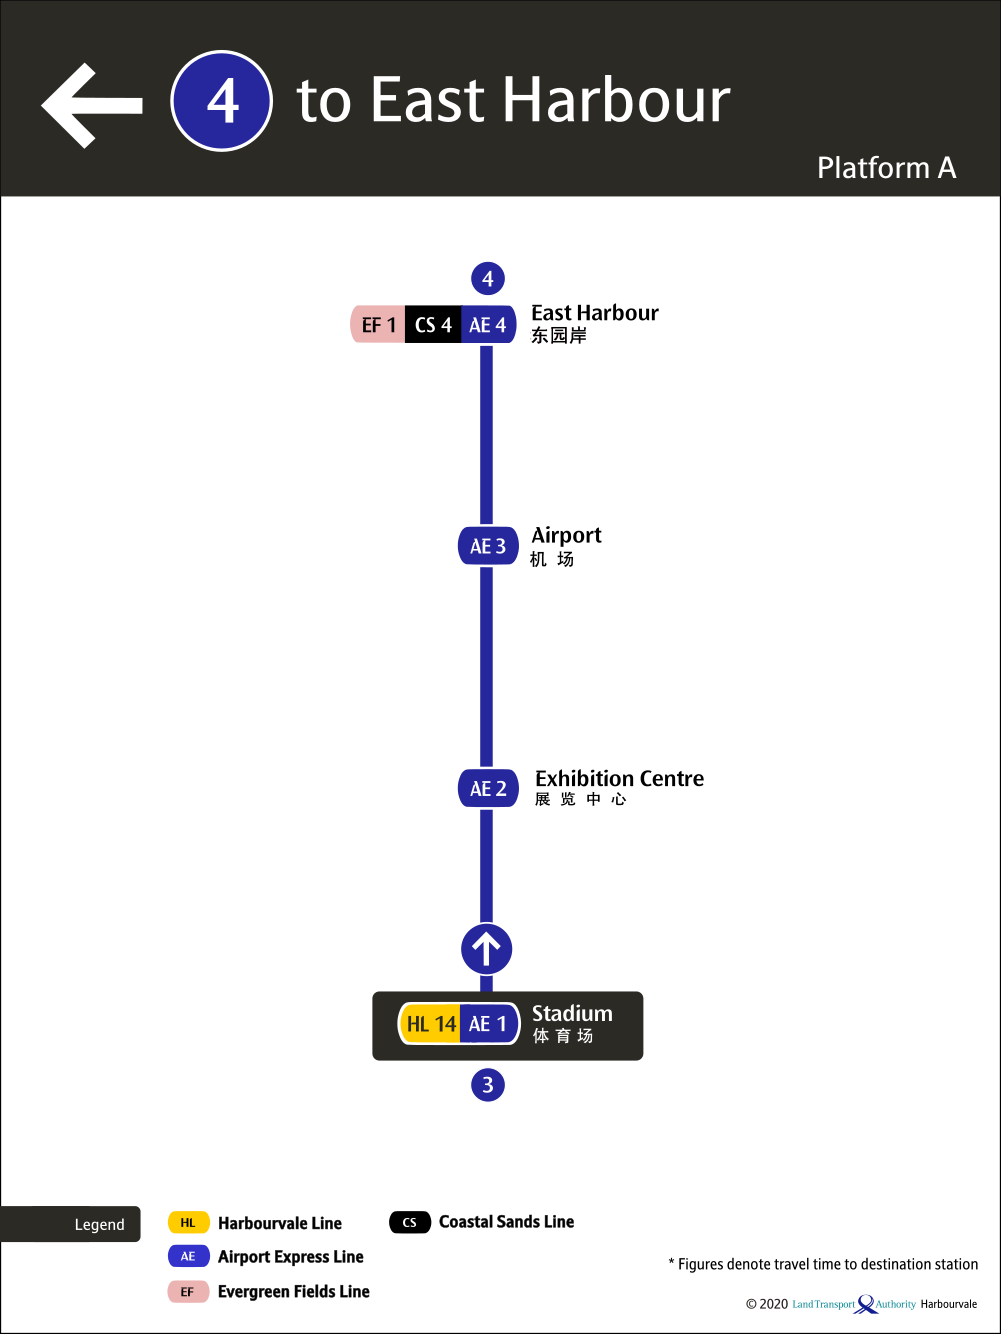 4 to East Harbour
Platform A
4
EF 1 CS 4 AE 4 East Harbour
东园岸
AE 3 Airport
机场
AE 2 Exhibition Centre
展览中心
HL 14 AE 1 Stadium
体育场
3
Legend
HL Harbourvale Line
CS Coastal Sands Line
AE Airport Express Line
EF Evergreen Fields Line
* Figures denote travel time to destination station
© 2020 Land Transport Authority Harbourvale